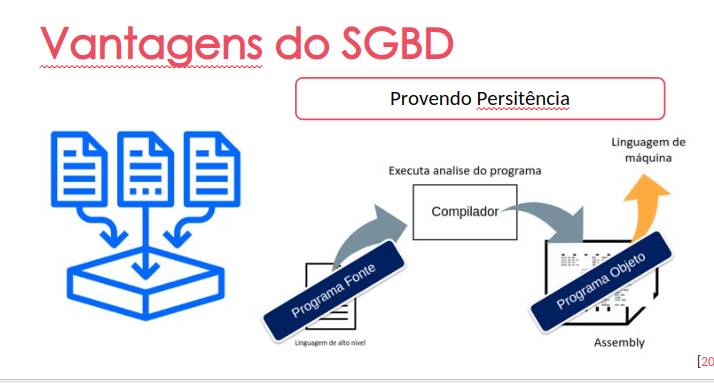 Vantagens do SGBD
Provendo Persitência
Linguagem de
máquina
Executa analise do programa
Compilador
Programa Fonte
Programa Objeto
Linguagem de alto nível
Assembly
[20